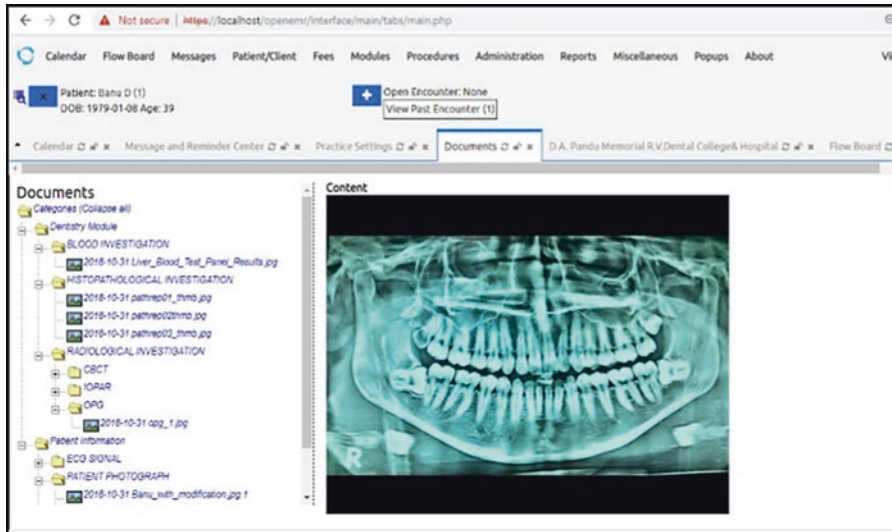 Not secure | https://localhost/openemr/interface/main/tabs/main.php
Calendar Flow Board Messages Patient/Client Fees Modules Procedures Administration Reports Miscellaneous Popups About Vi
Patient: Banu D (1)
DOB: 1979-01-08 Age: 39
Open Encounter: None
View Past Encounter (1)
Calendar Message and Reminder Center Practice Settings Documents D.A. Pandu Memorial R.V.Dental College& Hospital Flow Board
Documents
Categories (Collapse all)
Dentistry Module
BLOOD INVESTIGATION
2018-10-31 Liver_Blood_Test_Panel_Results.jpg
HISTOPATHOLOGICAL INVESTIGATION
2018-10-31 pathrep01_thmb.jpg
2018-10-31 pathrep02thmb.jpg
2018-10-31 pathrep03_thmb.jpg
RADIOLOGICAL INVESTIGATION
CBCT
IOPAR
OPG
2018-10-31 opg_1.jpg
Patient Information
ECG SIGNAL
PATIENT PHOTOGRAPH
2018-10-31 Banu_with_modification.jpg.1
Content
R